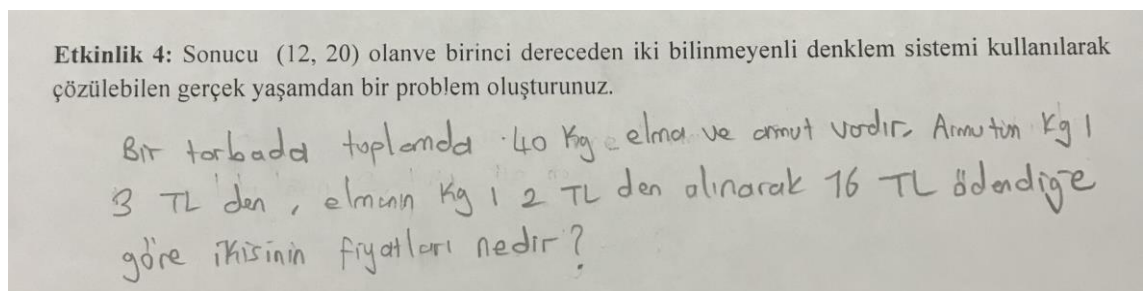 Etkinlik 4: Sonucu (12, 20) olanve birinci dereceden iki bilinmeyenli denklem sistemi kullanılarak
çözülebilen gerçek yaşamdan bir problem oluşturunuz.
Bir torbada toplamda 40 kg elma ve armut vardır. Armutun kg ı
3 TL den, elmanın kg ı 2 TL den alınarak 76 TL ödendiğe
göre ikisinin fiyatları nedir?